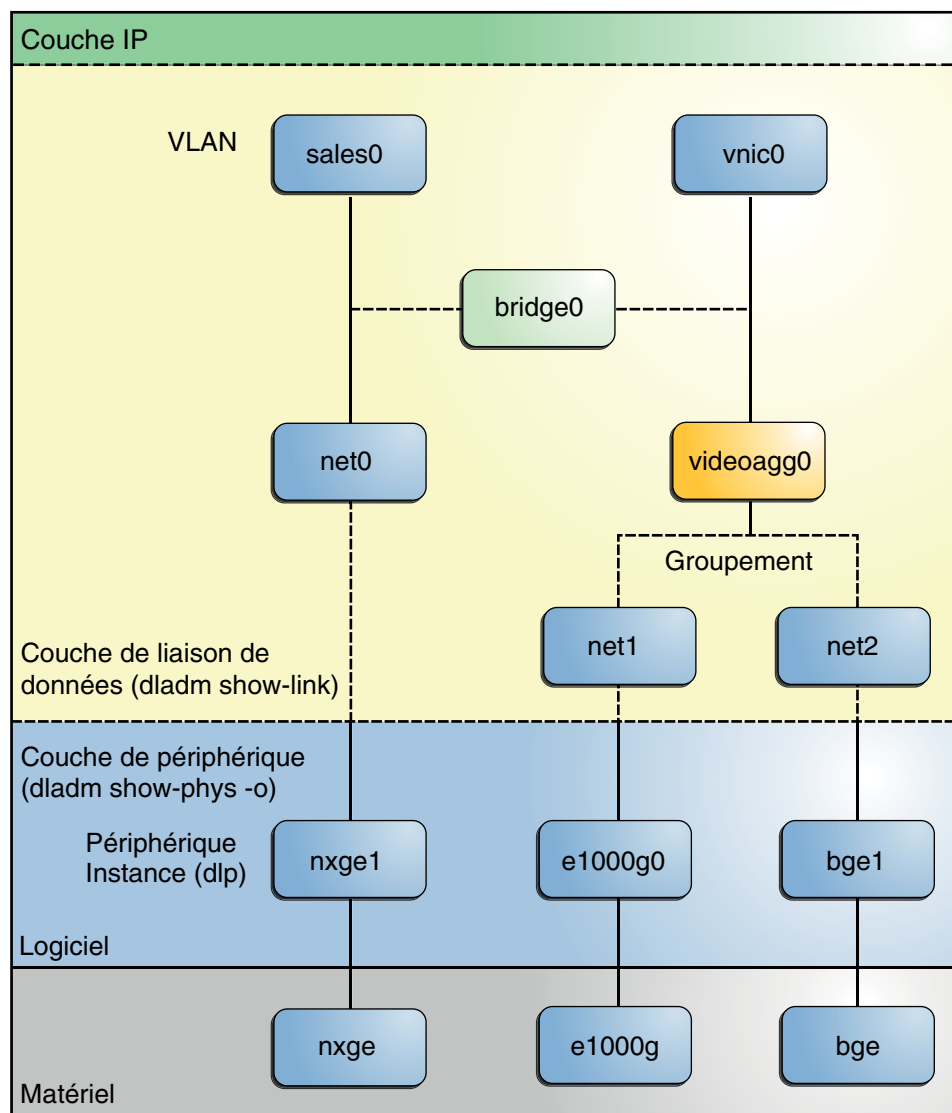 Couche IP
VLAN
sales0
vnic0
bridge0
net0
videoagg0
Groupement
net1
net2
Couche de liaison de
données (dladm show-link)
Couche de périphérique
(dladm show-phys -o)
Périphérique
Instance (dlp)
nxge1
e1000g0
bge1
Logiciel
nxge
e1000g
bge
Matériel